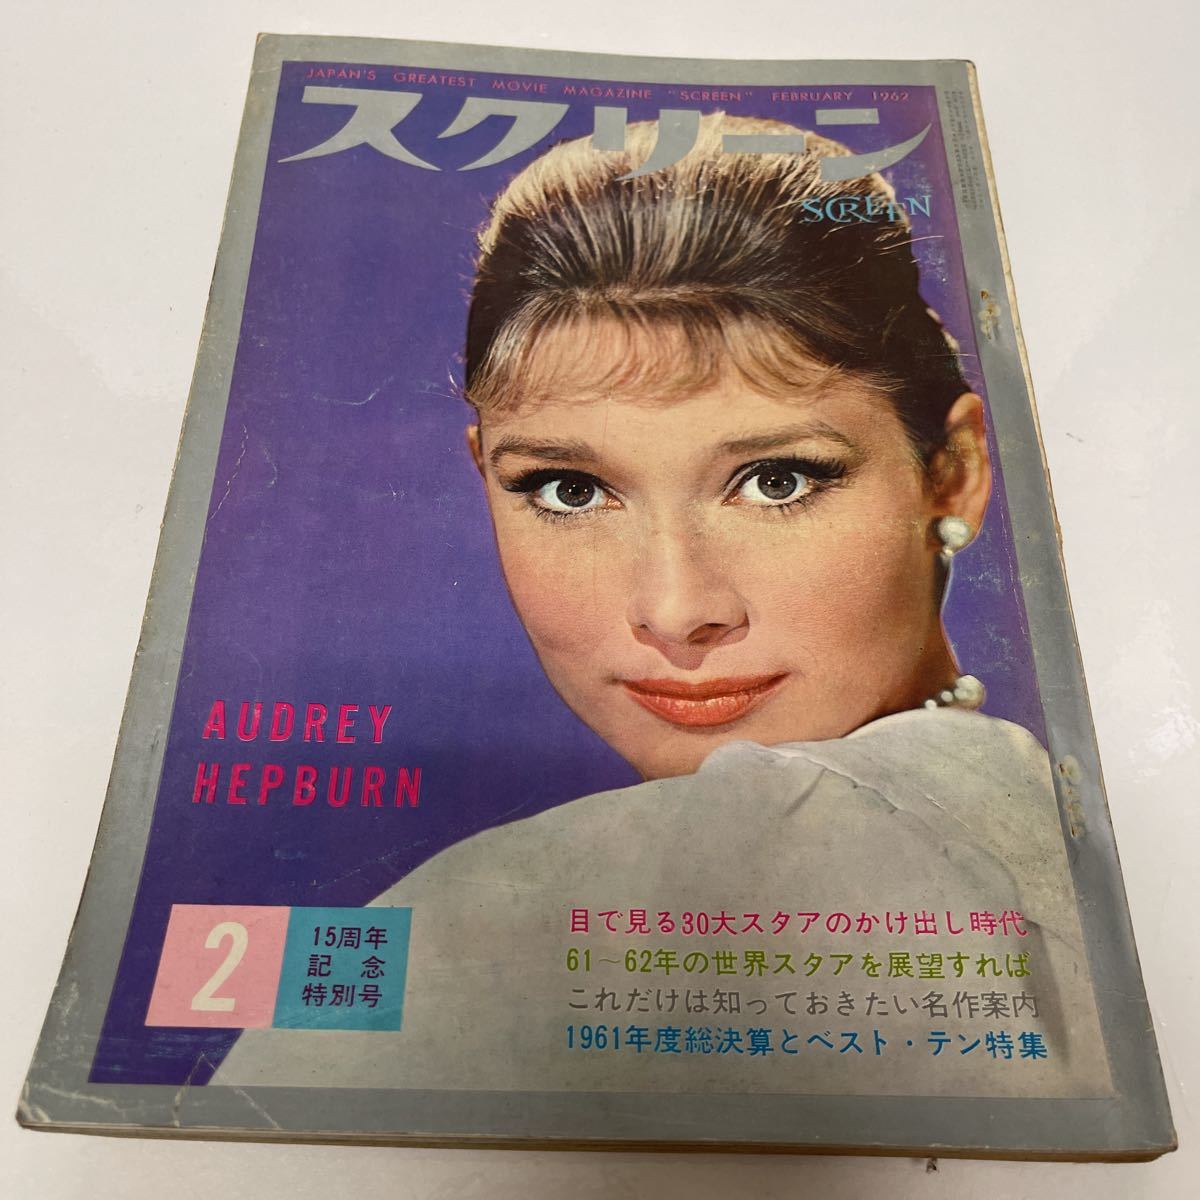 JAPAN'S GREATEST MOVIE MAGAZINE "SCREEN" FEBRUARY 1962
スクリーン
SCREEN
AUDREY
HEPBURN
2
15周年
記念
特別号
目で見る30大スタアのかけ出し時代
61～62年の世界スタアを展望すれば
これだけは知っておきたい名作案内
1961年度総決算とベスト・テン特集